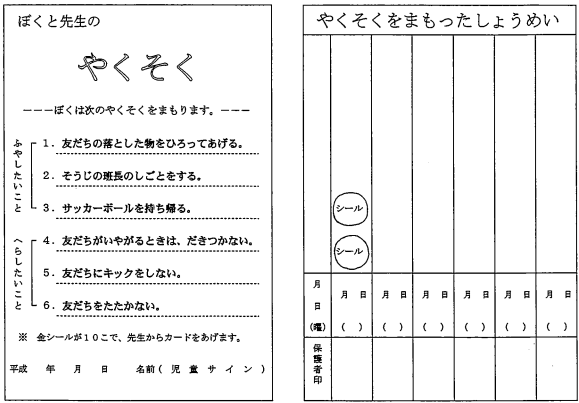 ぼくと先生の
やくそく
---ぼくは次のやくそくをまもります。---
ふやしたいこと
1．友だちの落とした物をひろってあげる。
2．そうじの班長のしごとをする。
3．サッカーボールを持ち帰る。
へらしたいこと
4．友だちがいやがるときは、だきつかない。
5．友だちにキックをしない。
6．友だちをたたかない。
※ 金シールが１０こで、先生からカードをあげます。
平成 年 月 日 名前（児童サイン）
やくそくをまもったしょうめい
シール
シール
月日(曜)
月 日 月 日 月 日 月 日 月 日 月 日
( ) ( ) ( ) ( ) ( ) ( )
保護者印